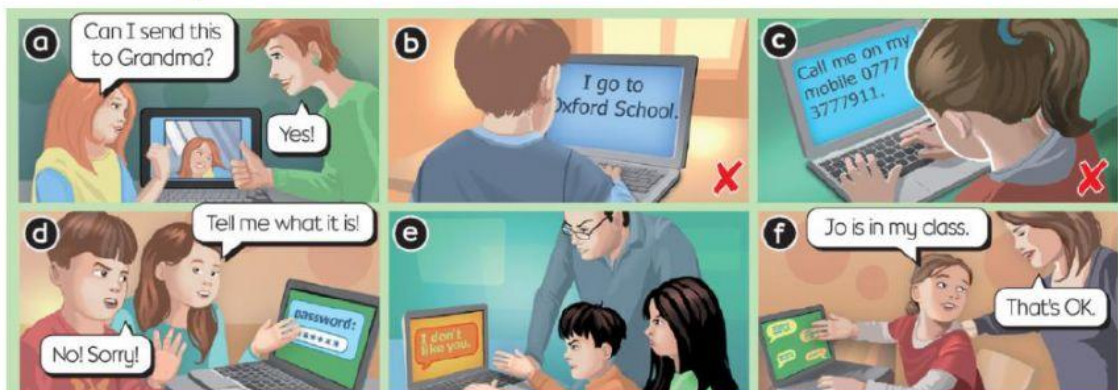 a
Can I send this
to Grandma?
Yes!
b
I go to
Oxford School.
c
Call me on my
mobile 0777
3777911.
d
Tell me what it is!
No! Sorry!
password:
e
I don't
like you.
f
Jo is in my class.
That's OK.